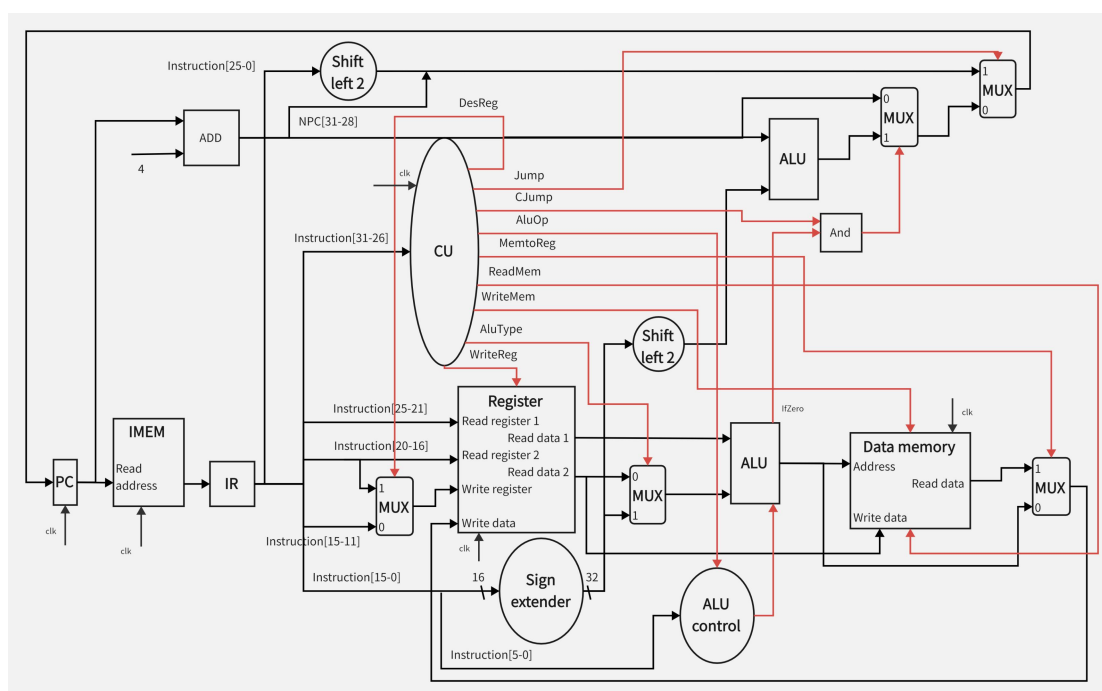 Instruction[25-0]
Shift
left 2
1
MUX
0
DesReg
NPC[31-28]
ADD
4
0
MUX
1
ALU
clk
Jump
CJump
And
AluOp
Instruction[31-26]
CU
MemtoReg
ReadMem
WriteMem
AluType
WriteReg
Shift
left 2
Register
Instruction[25-21]
Read register 1
Read data 1
Instruction[20-16]
Read register 2
Read data 2
Write register
Write data
clk
1
MUX
0
Instruction[15-11]
0
MUX
1
IfZero
ALU
clk
Data memory
Address
Read data
Write data
1
MUX
0
IMEM
Read
address
PC
IR
clk
clk
Instruction[15-0]
16
Sign
extender
32
ALU
control
Instruction[5-0]